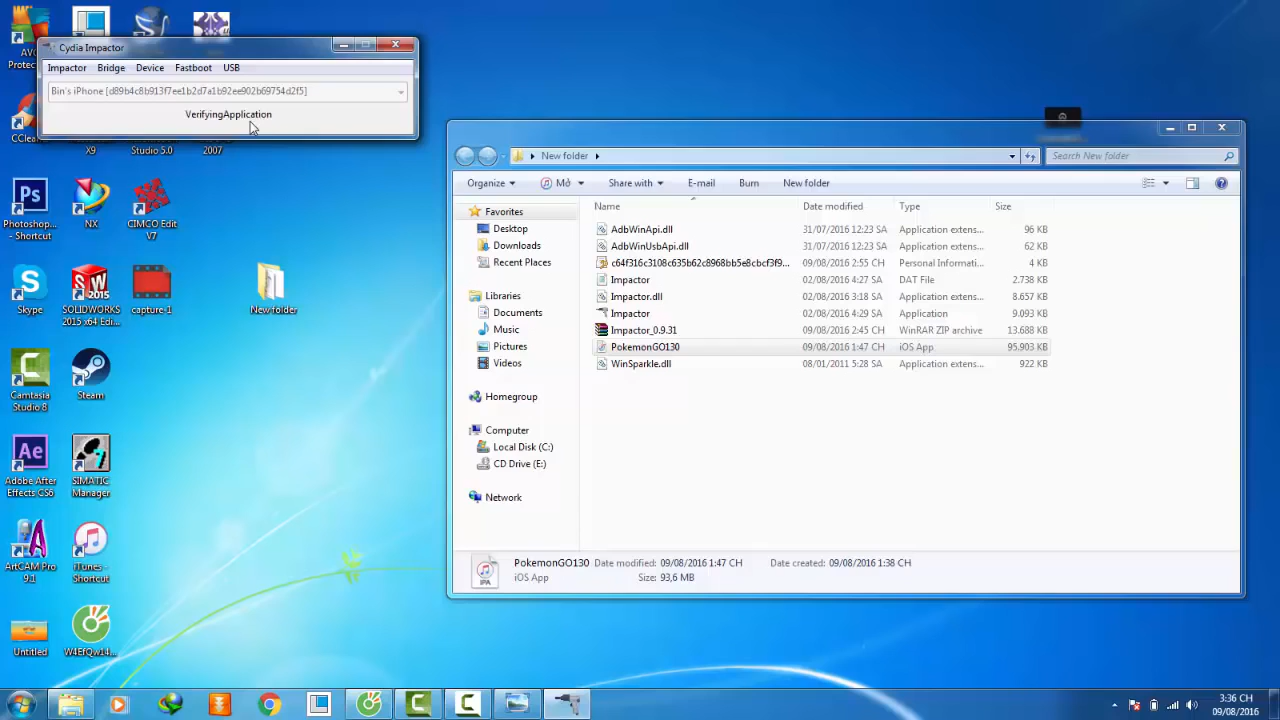 Cydia Impactor
Impactor Bridge Device Fastboot USB
Bin's iPhone [d89b4c8b913f7ee1b2d7a1b92ee902b69754d2f5]
VerifyingApplication
AVG
Protec
CClean
X9
Studio 5.0
2007
Photoshop...
- Shortcut
NX
CIMCO Edit
V7
Skype
SOLIDWORKS
2015 x64 Edi...
capture-1
New folder
Camtasia
Studio 8
Steam
Adobe After
Effects CS6
SIMATIC
Manager
ArtCAM Pro
9.1
iTunes -
Shortcut
Untitled
W4EfQw14...
New folder
Search New folder
Organize Mở Share with E-mail Burn New folder
Favorites
Desktop
Downloads
Recent Places
Libraries
Documents
Music
Pictures
Videos
Homegroup
Computer
Local Disk (C:)
CD Drive (E:)
Network
Name Date modified Type Size
AdbWinApi.dll 31/07/2016 12:23 SA Application extens... 96 KB
AdbWinUsbApi.dll 31/07/2016 12:23 SA Application extens... 62 KB
c64f316c3108c635b62c8968bb5e8cbcf3f9... 09/08/2016 2:55 CH Personal Informati... 4 KB
Impactor 02/08/2016 4:27 SA DAT File 2.738 KB
Impactor.dll 02/08/2016 3:18 SA Application extens... 8.657 KB
Impactor 02/08/2016 4:29 SA Application 9.093 KB
Impactor_0.9.31 09/08/2016 2:45 CH WinRAR ZIP archive 13.688 KB
PokemonGO130 09/08/2016 1:47 CH iOS App 95.903 KB
WinSparkle.dll 08/01/2011 5:28 SA Application extens... 922 KB
PokemonGO130 Date modified: 09/08/2016 1:47 CH Date created: 09/08/2016 1:38 CH
iOS App Size: 93,6 MB
IPA
3:36 CH
09/08/2016